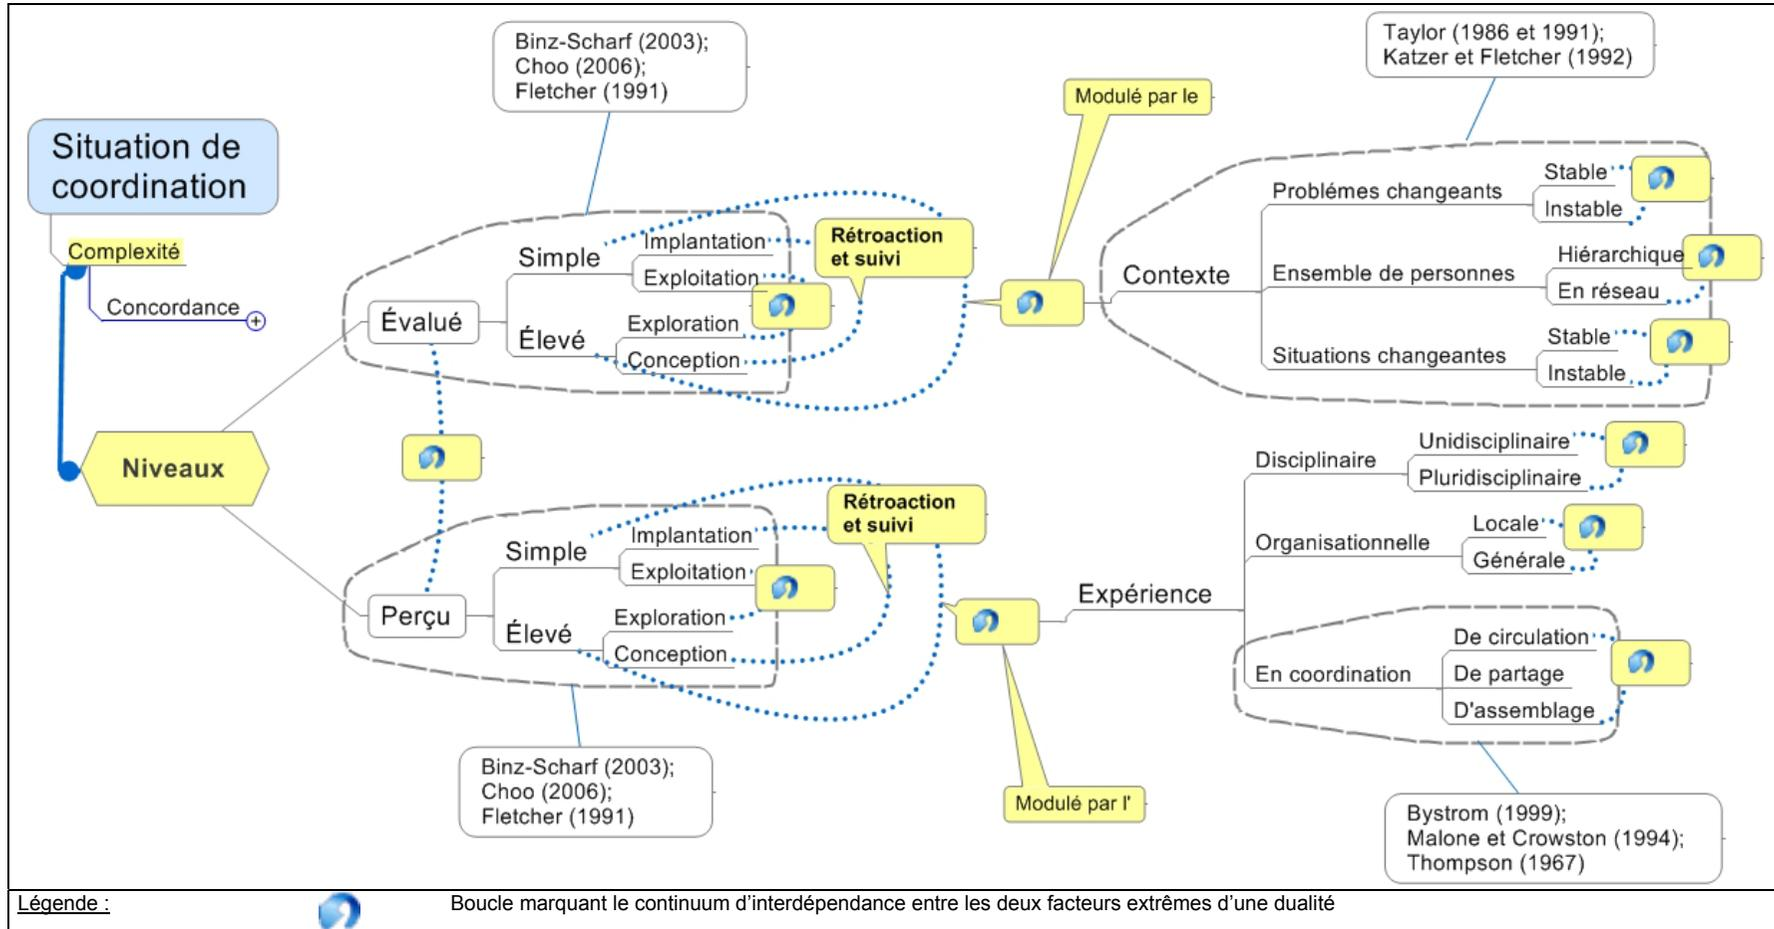 Situation de
coordination
Complexité
Concordance
Niveaux
Binz-Scharf (2003);
Choo (2006);
Fletcher (1991)
Évalué
Simple
Implantation
Exploitation
Élevé
Exploration
Conception
Rétroaction
et suivi
Modulé par le
Taylor (1986 et 1991);
Katzer et Fletcher (1992)
Contexte
Problémes changeants
Stable
Instable
Ensemble de personnes
Hiérarchique
En réseau
Situations changeantes
Stable
Instable
Perçu
Simple
Implantation
Exploitation
Élevé
Exploration
Conception
Rétroaction
et suivi
Binz-Scharf (2003);
Choo (2006);
Fletcher (1991)
Modulé par l'
Expérience
Disciplinaire
Unidisciplinaire
Pluridisciplinaire
Organisationnelle
Locale
Générale
En coordination
De circulation
De partage
D'assemblage
Bystrom (1999);
Malone et Crowston (1994);
Thompson (1967)
Légende :
Boucle marquant le continuum d’interdépendance entre les deux facteurs extrêmes d’une dualité